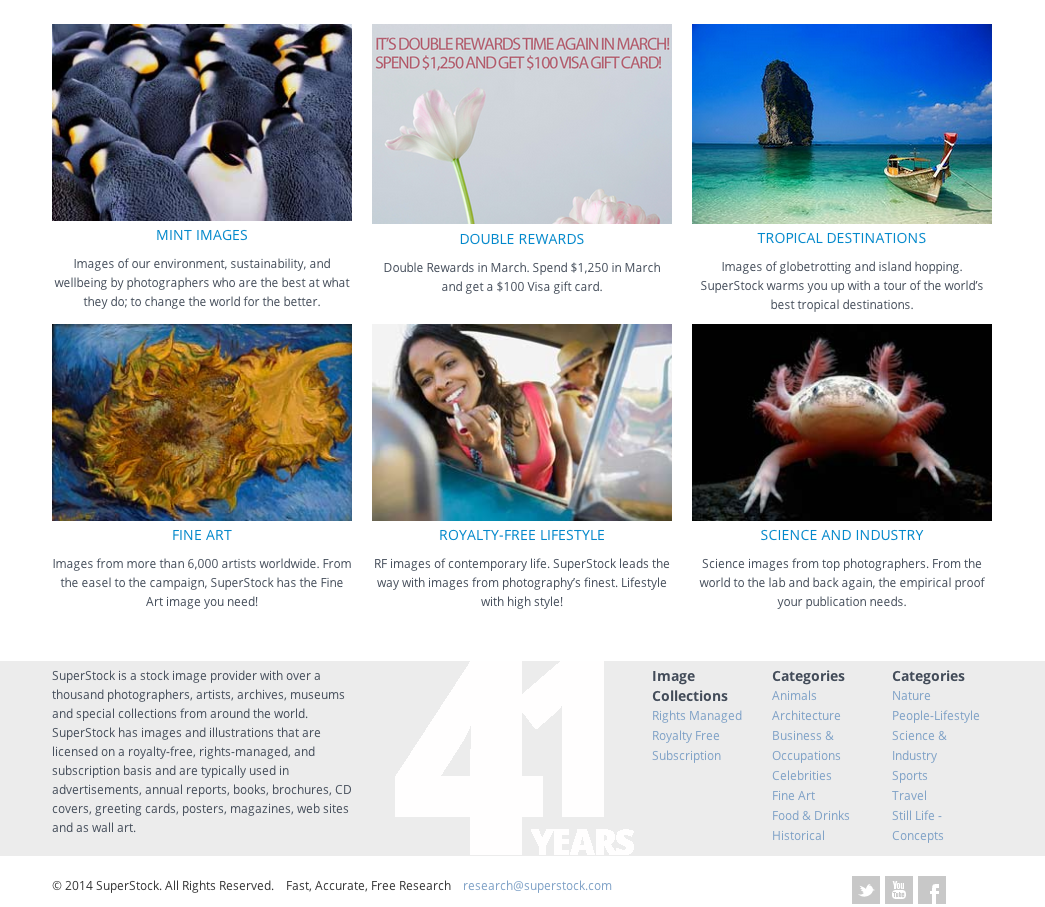 IT'S DOUBLE REWARDS TIME AGAIN IN MARCH!
SPEND $1,250 AND GET $100 VISA GIFT CARD!
MINT IMAGES
Images of our environment, sustainability, and
wellbeing by photographers who are the best at what
they do; to change the world for the better.
DOUBLE REWARDS
Double Rewards in March. Spend $1,250 in March
and get a $100 Visa gift card.
TROPICAL DESTINATIONS
Images of globetrotting and island hopping.
SuperStock warms you up with a tour of the world’s
best tropical destinations.
FINE ART
Images from more than 6,000 artists worldwide. From
the easel to the campaign, SuperStock has the Fine
Art image you need!
ROYALTY-FREE LIFESTYLE
RF images of contemporary life. SuperStock leads the
way with images from photography’s finest. Lifestyle
with high style!
SCIENCE AND INDUSTRY
Science images from top photographers. From the
world to the lab and back again, the empirical proof
your publication needs.
SuperStock is a stock image provider with over a
thousand photographers, artists, archives, museums
and special collections from around the world.
SuperStock has images and illustrations that are
licensed on a royalty-free, rights-managed, and
subscription basis and are typically used in
advertisements, annual reports, books, brochures, CD
covers, greeting cards, posters, magazines, web sites
and as wall art.
41
YEARS
Image
Collections
Rights Managed
Royalty Free
Subscription
Categories
Animals
Architecture
Business &
Occupations
Celebrities
Fine Art
Food & Drinks
Historical
Categories
Nature
People-Lifestyle
Science &
Industry
Sports
Travel
Still Life -
Concepts
© 2014 SuperStock. All Rights Reserved. Fast, Accurate, Free Research research@superstock.com
You
Tube
f